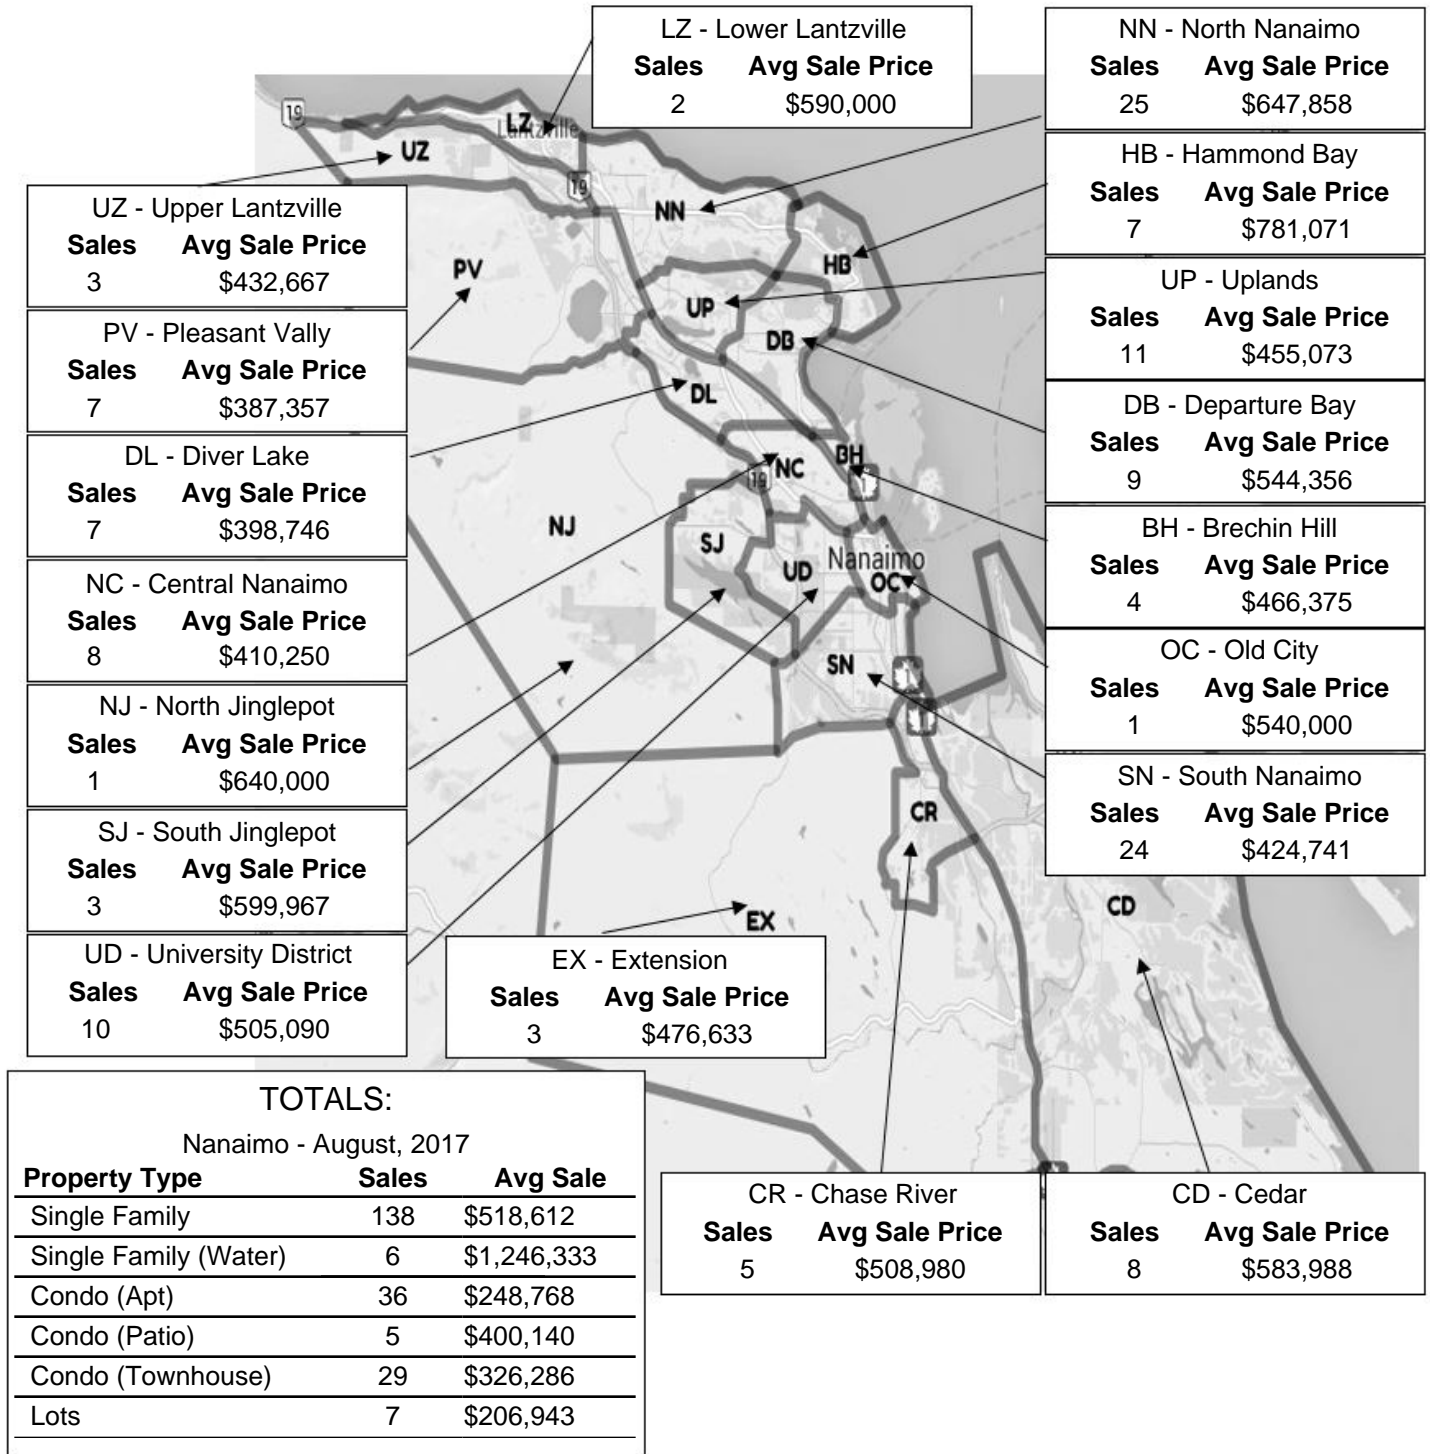 LZ - Lower Lantzville
Sales Avg Sale Price
2 $590,000
NN - North Nanaimo
Sales Avg Sale Price
25 $647,858
HB - Hammond Bay
Sales Avg Sale Price
7 $781,071
UP - Uplands
Sales Avg Sale Price
11 $455,073
DB - Departure Bay
Sales Avg Sale Price
9 $544,356
BH - Brechin Hill
Sales Avg Sale Price
4 $466,375
OC - Old City
Sales Avg Sale Price
1 $540,000
SN - South Nanaimo
Sales Avg Sale Price
24 $424,741
UZ - Upper Lantzville
Sales Avg Sale Price
3 $432,667
PV - Pleasant Vally
Sales Avg Sale Price
7 $387,357
DL - Diver Lake
Sales Avg Sale Price
7 $398,746
NC - Central Nanaimo
Sales Avg Sale Price
8 $410,250
NJ - North Jinglepot
Sales Avg Sale Price
1 $640,000
SJ - South Jinglepot
Sales Avg Sale Price
3 $599,967
UD - University District
Sales Avg Sale Price
10 $505,090
EX - Extension
Sales Avg Sale Price
3 $476,633
CR - Chase River
Sales Avg Sale Price
5 $508,980
CD - Cedar
Sales Avg Sale Price
8 $583,988
19
LZ
Lantzville
UZ
19
NN
PV
HB
UP
DB
DL
BH
NC
19
1
NJ
SJ
UD
Nanaimo
OC
SN
CR
EX
CD
TOTALS:
Nanaimo - August, 2017
Property Type Sales Avg Sale
Single Family 138 $518,612
Single Family (Water) 6 $1,246,333
Condo (Apt) 36 $248,768
Condo (Patio) 5 $400,140
Condo (Townhouse) 29 $326,286
Lots 7 $206,943